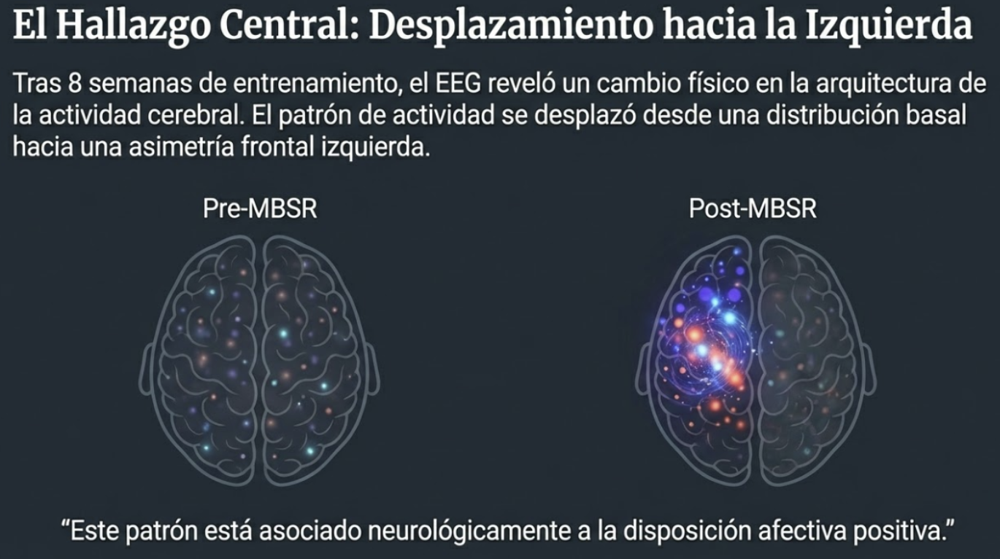 El Hallazgo Central: Desplazamiento hacia la Izquierda
Tras 8 semanas de entrenamiento, el EEG reveló un cambio físico en la arquitectura de
la actividad cerebral. El patrón de actividad se desplazó desde una distribución basal
hacia una asimetría frontal izquierda.
Pre-MBSR
Post-MBSR
“Este patrón está asociado neurológicamente a la disposición afectiva positiva.”